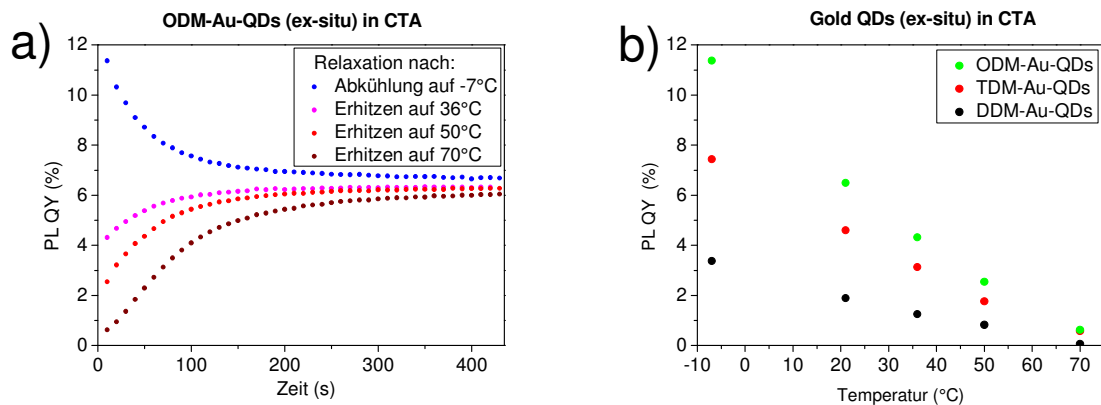 a)
ODM-Au-QDs (ex-situ) in CTA
PL QY (%)
12
10
8
6
4
2
0
Relaxation nach:
Abkühlung auf -7°C
Erhitzen auf 36°C
Erhitzen auf 50°C
Erhitzen auf 70°C
0 100 200 300 400
Zeit (s)
b)
Gold QDs (ex-situ) in CTA
PL QY (%)
12
10
8
6
4
2
0
ODM-Au-QDs
TDM-Au-QDs
DDM-Au-QDs
-10 0 10 20 30 40 50 60 70
Temperatur (°C)